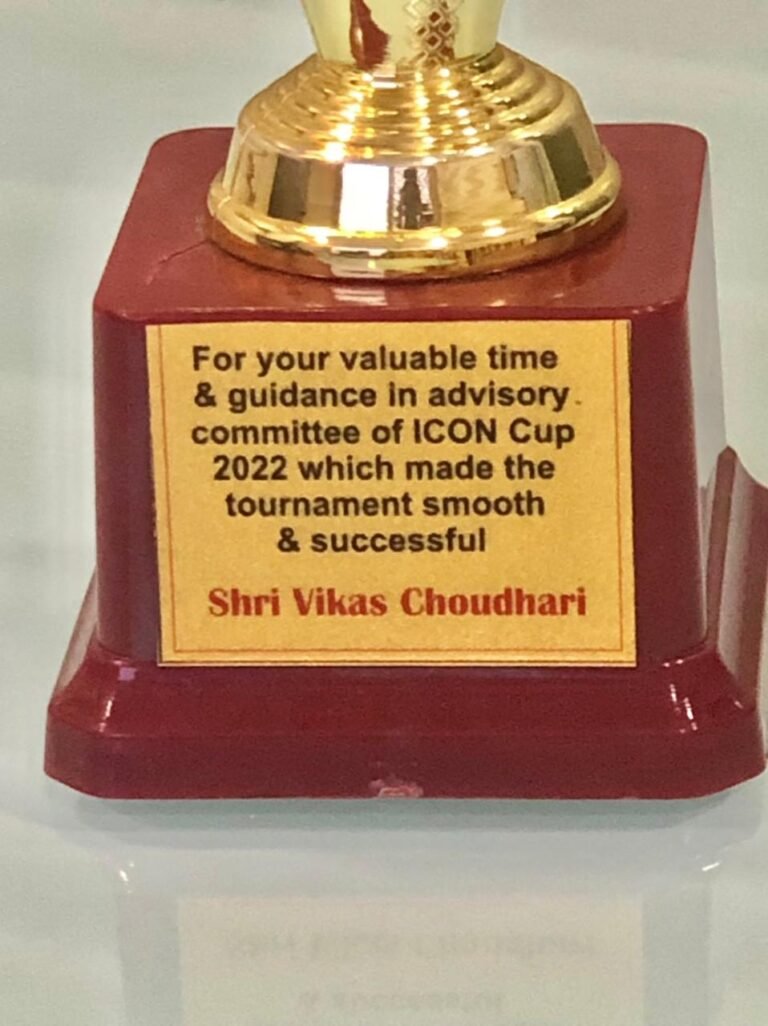 For your valuable time
& guidance in advisory
committee of ICON Cup
2022 which made the
tournament smooth
& successful
Shri Vikas Choudhari